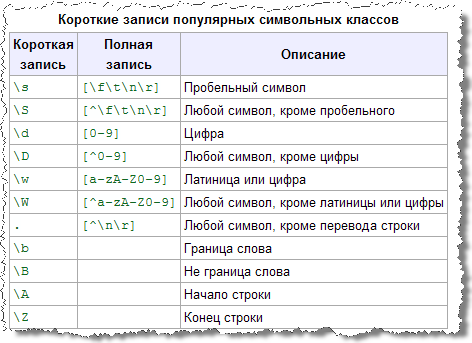 Короткие записи популярных символьных классов
Короткая запись Полная запись Описание
\s [\f\t\n\r] Пробельный символ
\S [^\f\t\n\r] Любой символ, кроме пробельного
\d [0-9] Цифра
\D [^0-9] Любой символ, кроме цифры
\w [a-zA-Z0-9] Латиница или цифра
\W [^a-zA-Z0-9] Любой символ, кроме латиницы или цифры
. [^\n\r] Любой символ, кроме перевода строки
\b Граница слова
\B Не граница слова
\A Начало строки
\Z Конец строки